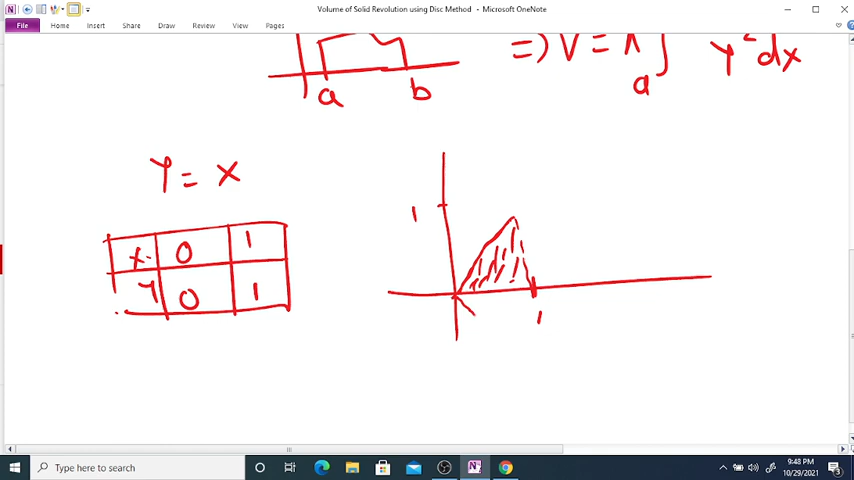 Volume of Solid Revolution using Disc Method - Microsoft OneNote
File Home Insert Draw Review View Pages
=) V = π ∫ y² dx
a
a b
y = x
x 0 1
y 0 1
1
1
Type here to search
9:48 PM
10/29/2021
3